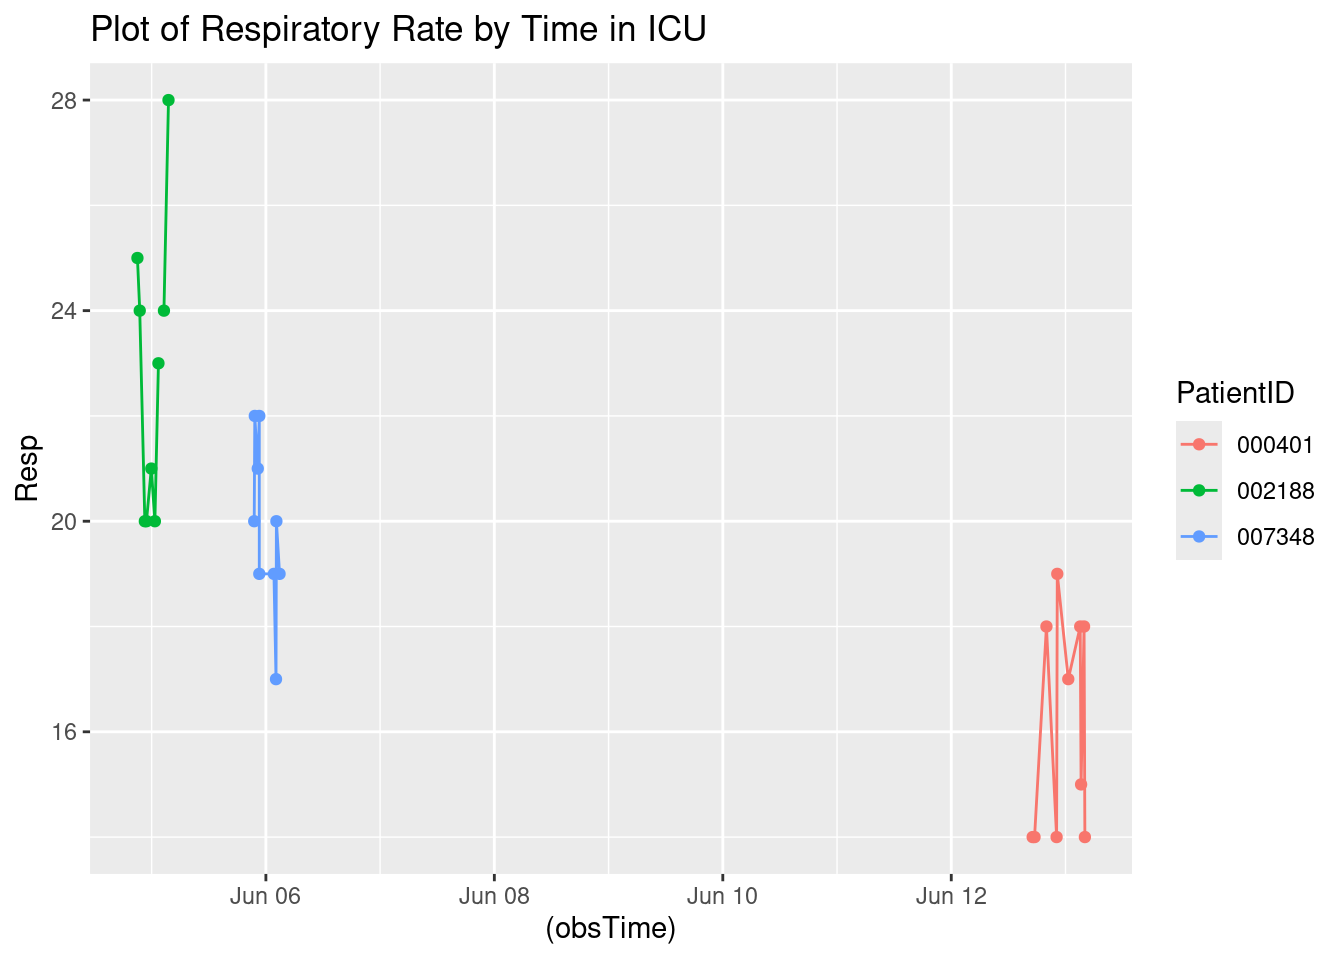 Plot of Respiratory Rate by Time in ICU
28
24
20
16
Resp
Jun 06
Jun 08
Jun 10
Jun 12
(obsTime)
PatientID
000401
002188
007348